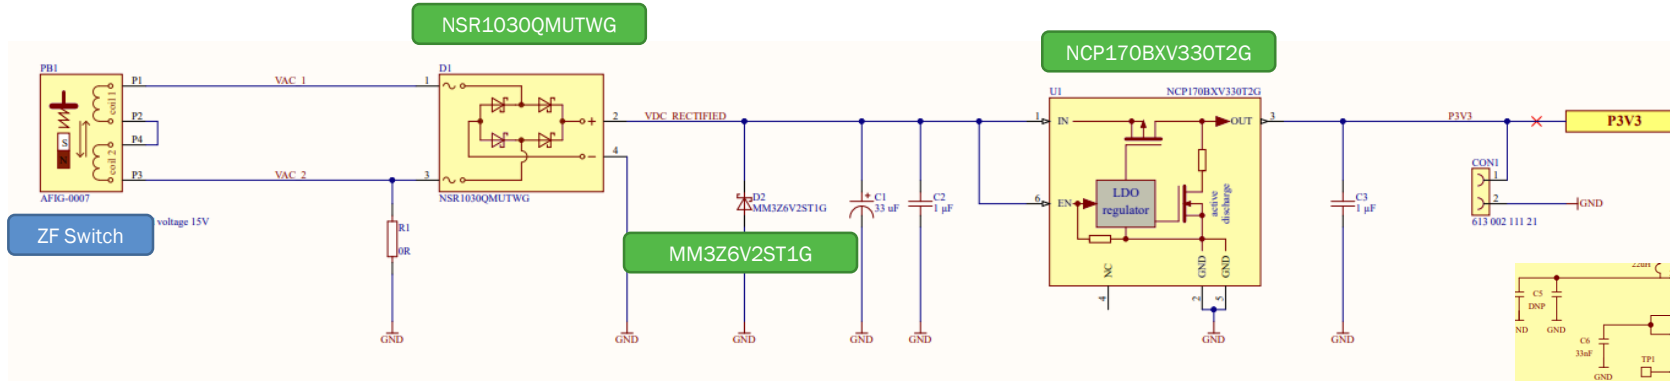 NSR1030QMUTWG
NCP170BXV330T2G
PB1
P1
VAC_1
1
D1
U1
NCP170BXV330T2G
coil 1
P2
P4
S
N
coil 2
P3
VAC_2
3
AFIG-0007
NSR1030QMUTWG
+
2
VDC_RECTIFIED
-
4
1
IN
OUT
3
P3V3
P3V3
6
EN
LDO
regulator
active
discharge
NC
GND
GND
4
2
5
CON1
1
2
GND
613 002 111 21
ZF Switch
voltage 15V
R1
0R
D2
MM3Z6V2ST1G
MM3Z6V2ST1G
+
C1
33 uF
C2
1 µF
C3
1 µF
GND
GND
GND
GND
GND
GND
GND
22uH
C5
DNP
ND
GND
C6
33nF
GND
TP1